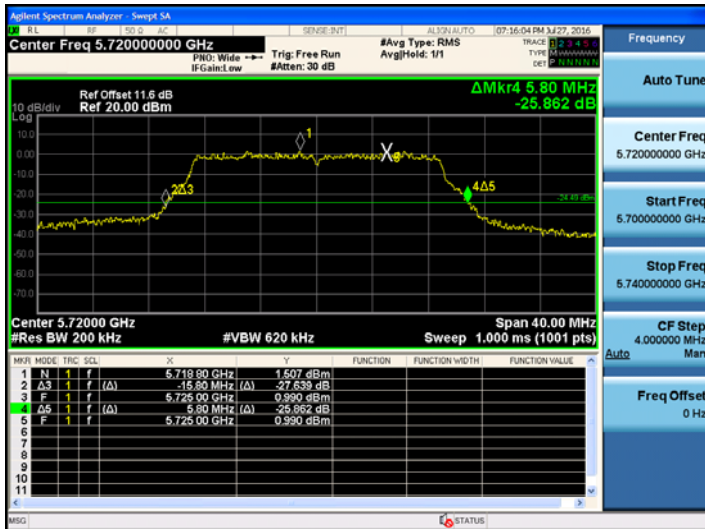 Agilent Spectrum Analyzer - Swept SA
RL RF 50 Ω AC SENSE:INT ALIGN AUTO 07:16:04 PM Jul 27, 2016
Center Freq 5.720000000 GHz
PNO: Wide
IFGain:Low
Trig: Free Run
#Atten: 30 dB
#Avg Type: RMS
Avg|Hold: 1/1
TRACE 1 2 3 4 5 6
TYPE M
DET P N N N N N
Frequency
Auto Tune
Center Freq
5.720000000 GHz
Start Freq
5.700000000 GHz
Stop Freq
5.740000000 GHz
CF Step
4.000000 MHz
Auto Man
Freq Offset
0 Hz
Ref Offset 11.6 dB
10 dB/div Ref 20.00 dBm
Log
ΔMkr4 5.80 MHz
-25.862 dB
10.0
0.00
-10.0
-20.0
-30.0
-40.0
-50.0
-60.0
-70.0
1
2Δ3
4Δ5
-24.49 dBm
Center 5.72000 GHz Span 40.00 MHz
#Res BW 200 kHz #VBW 620 kHz Sweep 1.000 ms (1001 pts)
MKR MODE TRC SCL X Y FUNCTION FUNCTION WIDTH FUNCTION VALUE
1 N 1 f 5.718 80 GHz 1.507 dBm
2 Δ3 1 f (Δ) -15.80 MHz (Δ) -27.639 dB
3 F 1 f 5.725 00 GHz 0.990 dBm
4 Δ5 1 f (Δ) 5.80 MHz (Δ) -25.862 dB
5 F 1 f 5.725 00 GHz 0.990 dBm
6
7
8
9
10
11
MSG STATUS